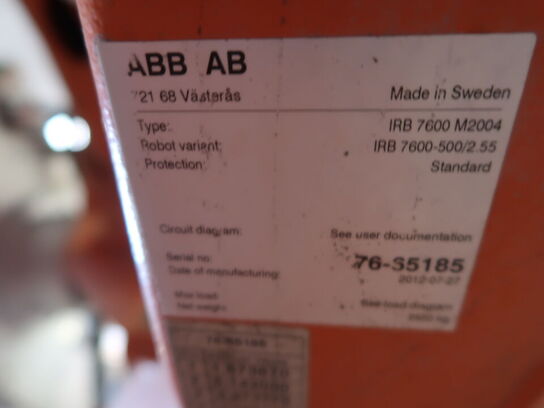 ABB AB
721 68 Västerås Made in Sweden
Type: IRB 7600 M2004
Robot variant: IRB 7600-500/2.55
Protection: Standard
Circuit diagram: See user documentation
Serial no: 76-35185
Date of manufacturing: 2012-07-27
Max load: See load diagram
Net weight: